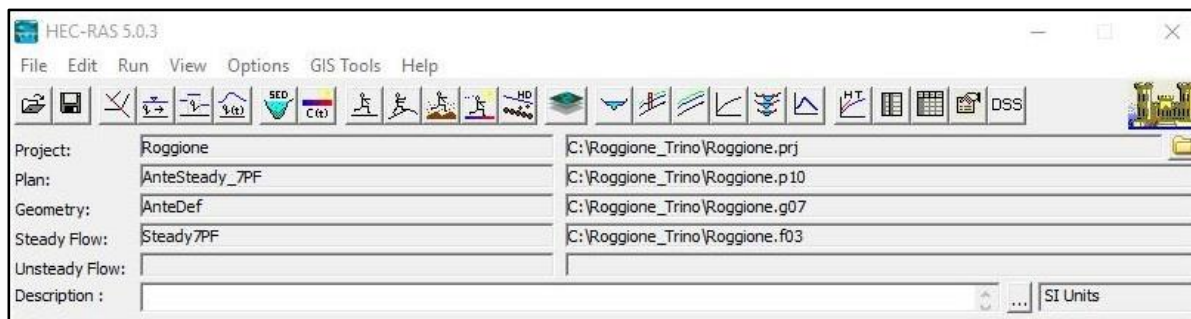 HEC-RAS 5.0.3
File Edit Run View Options GIS Tools Help
SED C(t) HD HT DSS
Project: Roggione C:\Roggione_Trino\Roggione.prj
Plan: AnteSteady_7PF C:\Roggione_Trino\Roggione.p10
Geometry: AnteDef C:\Roggione_Trino\Roggione.g07
Steady Flow: Steady7PF C:\Roggione_Trino\Roggione.f03
Unsteady Flow:
Description : ... SI Units